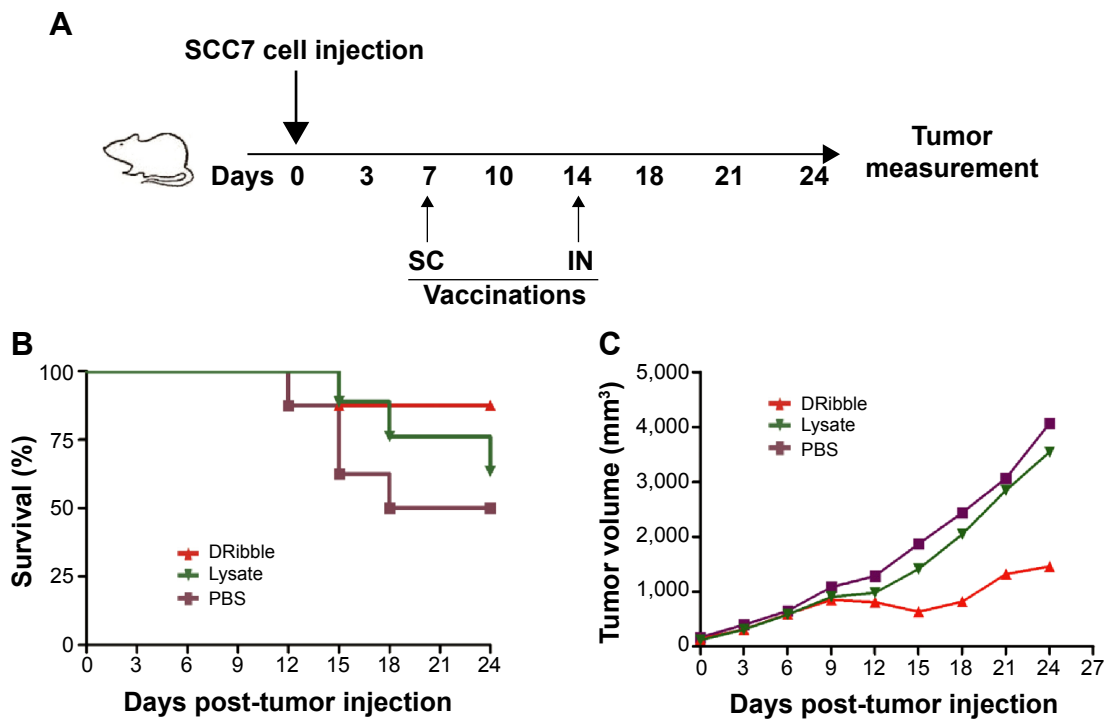 A
SCC7 cell injection
Days 0 3 7 10 14 18 21 24
Tumor
measurement
SC IN
Vaccinations
B
Survival (%)
100
75
50
25
0
DRibble
Lysate
PBS
0 3 6 9 12 15 18 21 24
Days post-tumor injection
C
Tumor volume (mm³)
5,000
4,000
3,000
2,000
1,000
0
DRibble
Lysate
PBS
0 3 6 9 12 15 18 21 24 27
Days post-tumor injection